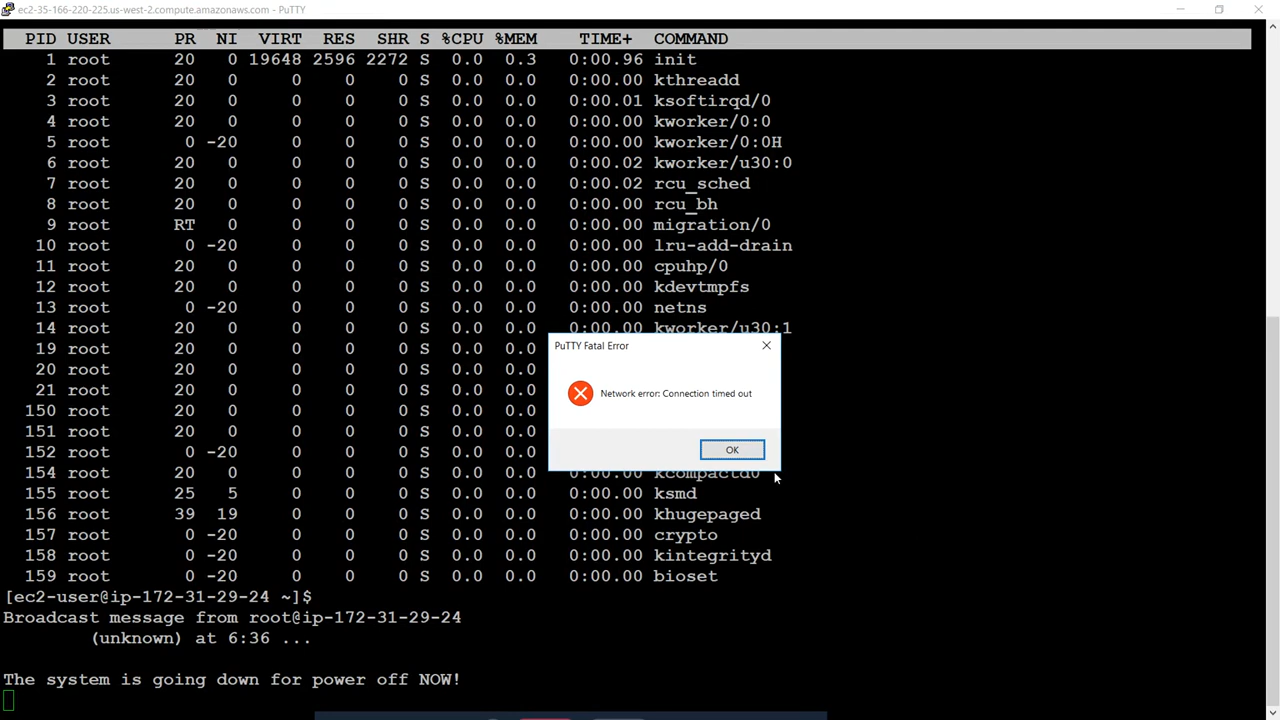 ec2-35-166-220-225.us-west-2.compute.amazonaws.com - PuTTY
PID USER PR NI VIRT RES SHR S %CPU %MEM TIME+ COMMAND
1 root 20 0 19648 2596 2272 S 0.0 0.3 0:00.96 init
2 root 20 0 0 0 0 S 0.0 0.0 0:00.00 kthreadd
3 root 20 0 0 0 0 S 0.0 0.0 0:00.01 ksoftirqd/0
4 root 20 0 0 0 0 S 0.0 0.0 0:00.00 kworker/0:0
5 root 0 -20 0 0 0 S 0.0 0.0 0:00.00 kworker/0:0H
6 root 20 0 0 0 0 S 0.0 0.0 0:00.02 kworker/u30:0
7 root 20 0 0 0 0 S 0.0 0.0 0:00.02 rcu_sched
8 root 20 0 0 0 0 S 0.0 0.0 0:00.00 rcu_bh
9 root RT 0 0 0 0 S 0.0 0.0 0:00.00 migration/0
10 root 0 -20 0 0 0 S 0.0 0.0 0:00.00 lru-add-drain
11 root 20 0 0 0 0 S 0.0 0.0 0:00.00 cpuhp/0
12 root 20 0 0 0 0 S 0.0 0.0 0:00.00 kdevtmpfs
13 root 0 -20 0 0 0 S 0.0 0.0 0:00.00 netns
14 root 20 0 0 0 0 S 0.0 0.0 0:00.00 kworker/u30:1
19 root 20 0 0 0 0 S 0.0 0.0
20 root 20 0 0 0 0 S 0.0 0.0
21 root 20 0 0 0 0 S 0.0 0.0
150 root 20 0 0 0 0 S 0.0 0.0
151 root 20 0 0 0 0 S 0.0 0.0
152 root 0 -20 0 0 0 S 0.0 0.0
154 root 20 0 0 0 0 S 0.0 0.0 0:00.00 kcompactd0
155 root 25 5 0 0 0 S 0.0 0.0 0:00.00 ksmd
156 root 39 19 0 0 0 S 0.0 0.0 0:00.00 khugepaged
157 root 0 -20 0 0 0 S 0.0 0.0 0:00.00 crypto
158 root 0 -20 0 0 0 S 0.0 0.0 0:00.00 kintegrityd
159 root 0 -20 0 0 0 S 0.0 0.0 0:00.00 bioset
[ec2-user@ip-172-31-29-24 ~]$
Broadcast message from root@ip-172-31-29-24
(unknown) at 6:36 ...
The system is going down for power off NOW!
PuTTY Fatal Error
Network error: Connection timed out
OK